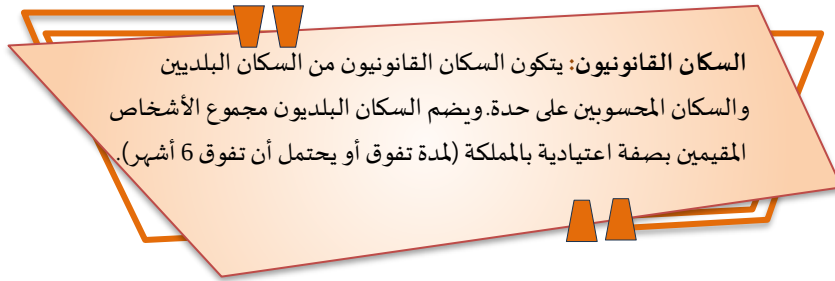 السكان القانونيون: يتكون السكان القانونيون من السكان البلديين
والسكان المحسوبين على حدة. ويضم السكان البلديون مجموع الأشخاص
المقيمين بصفة اعتيادية بالمملكة (لمدة تفوق أو يحتمل أن تفوق 6 أشهر).